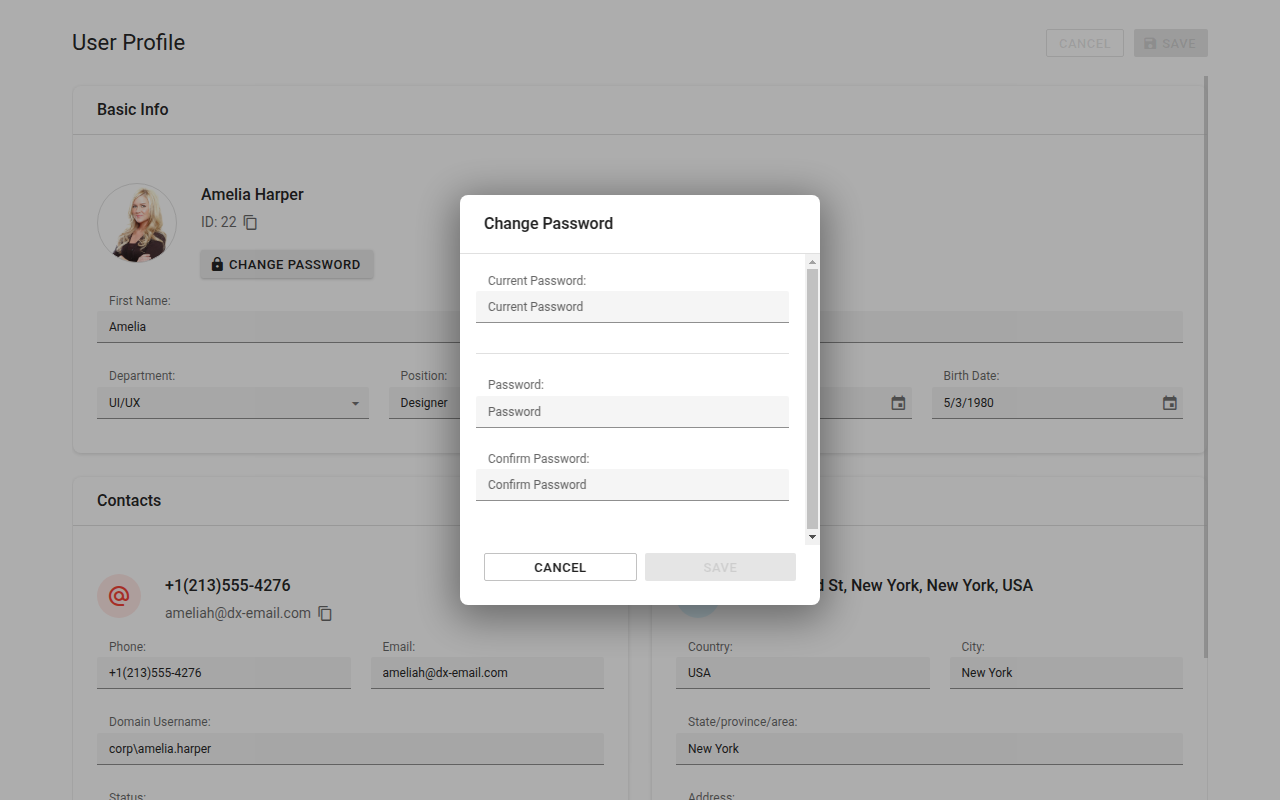 User Profile
CANCEL
SAVE
Basic Info
Amelia Harper
ID: 22
CHANGE PASSWORD
First Name:
Amelia
Department:
UI/UX
Position:
Designer
Birth Date:
5/3/1980
Change Password
Current Password:
Current Password
Password:
Password
Confirm Password:
Confirm Password
CANCEL
SAVE
Contacts
+1(213)555-4276
ameliah@dx-email.com
Phone:
+1(213)555-4276
Email:
ameliah@dx-email.com
Domain Username:
corp\amelia.harper
Status:
St, New York, New York, USA
Country:
USA
City:
New York
State/province/area:
New York
Address: